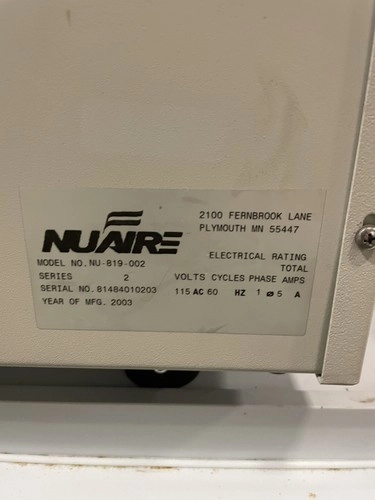 NUAIRE
2100 FERNBROOK LANE
PLYMOUTH MN 55447
MODEL NO. NU-819-002
SERIES 2
SERIAL NO. 81484010203
YEAR OF MFG. 2003
ELECTRICAL RATING
TOTAL
VOLTS CYCLES PHASE AMPS
115 AC 60 HZ 1 ø 5 A